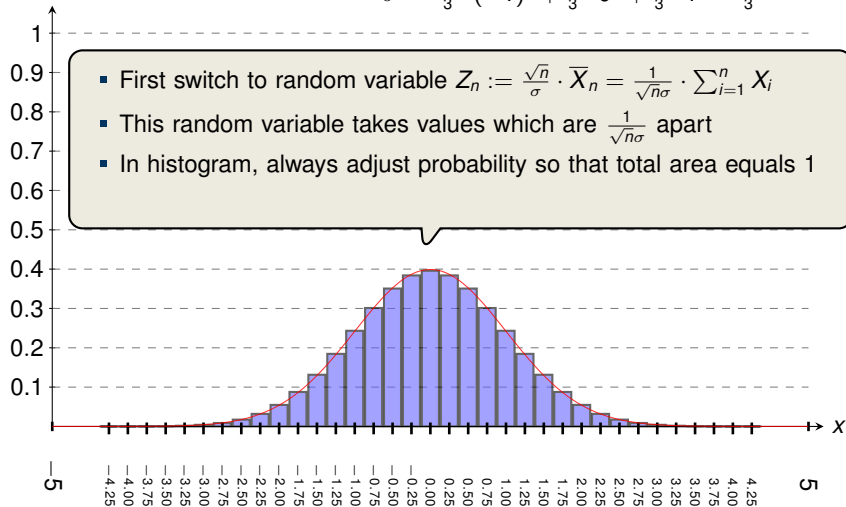 1
First switch to random variable Zₙ := √n/σ · X̅ₙ = 1/(√nσ) · ∑ⁿᵢ₌₁ Xᵢ
0.9
This random variable takes values which are 1/(√nσ) apart
0.8
In histogram, always adjust probability so that total area equals 1
0.7
0.6
0.5
0.4
0.3
0.2
0.1
x
−5 −4.25 −4.00 −3.75 −3.50 −3.25 −3.00 −2.75 −2.50 −2.25 −2.00 −1.75 −1.50 −1.25 −1.00 −0.75 −0.50 −0.25 0.00 0.25 0.50 0.75 1.00 1.25 1.50 1.75 2.00 2.25 2.50 2.75 3.00 3.25 3.50 3.75 4.00 4.25 5